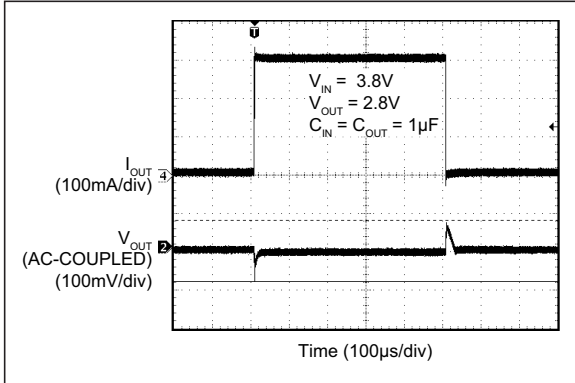 T
V_IN = 3.8V
V_OUT = 2.8V
C_IN = C_OUT = 1µF
I_OUT
(100mA/div)
4
V_OUT
(AC-COUPLED)
(100mV/div)
2
Time (100µs/div)